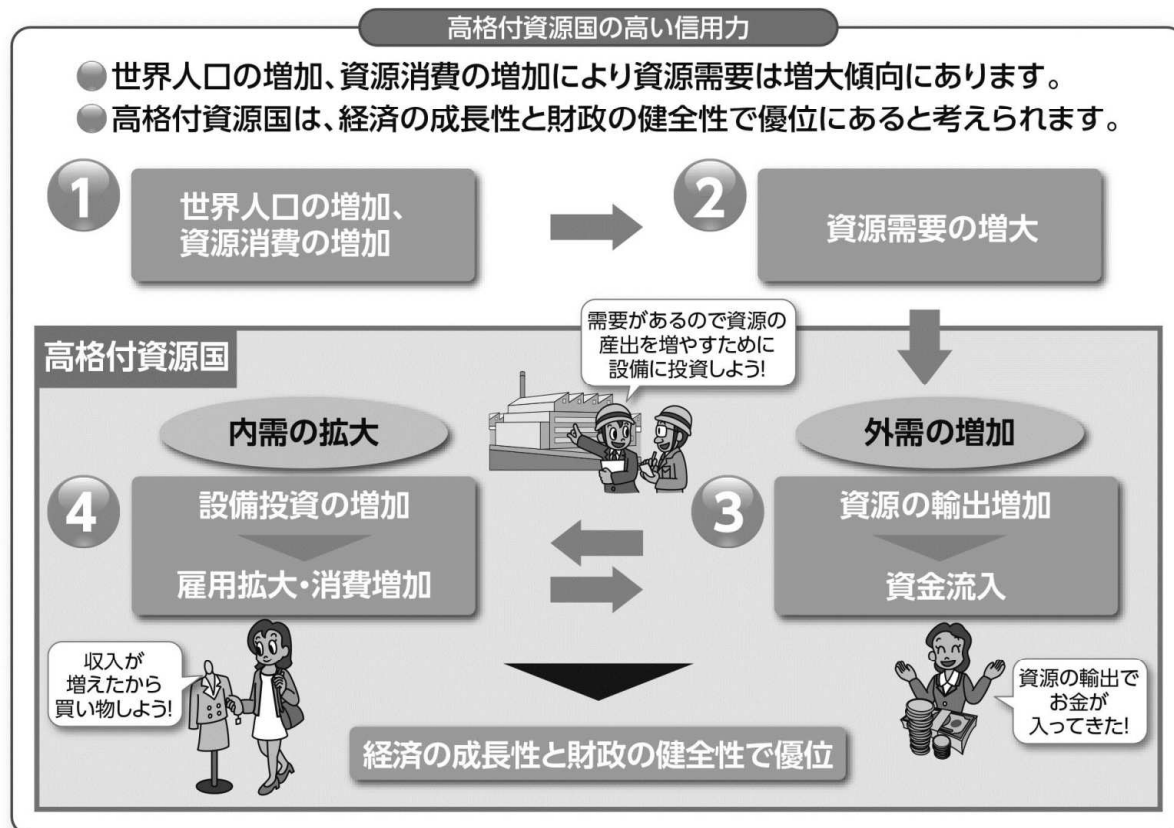 高格付資源国の高い信用力
●世界人口の増加、資源消費の増加により資源需要は増大傾向にあります。
●高格付資源国は、経済の成長性と財政の健全性で優位にあると考えられます。
1
世界人口の増加、
資源消費の増加
2
資源需要の増大
高格付資源国
需要があるので資源の
産出を増やすために
設備に投資しよう!
内需の拡大
外需の増加
4
設備投資の増加
雇用拡大・消費増加
3
資源の輸出増加
資金流入
収入が
増えたから
買い物しよう!
資源の輸出で
お金が
入ってきた!
経済の成長性と財政の健全性で優位